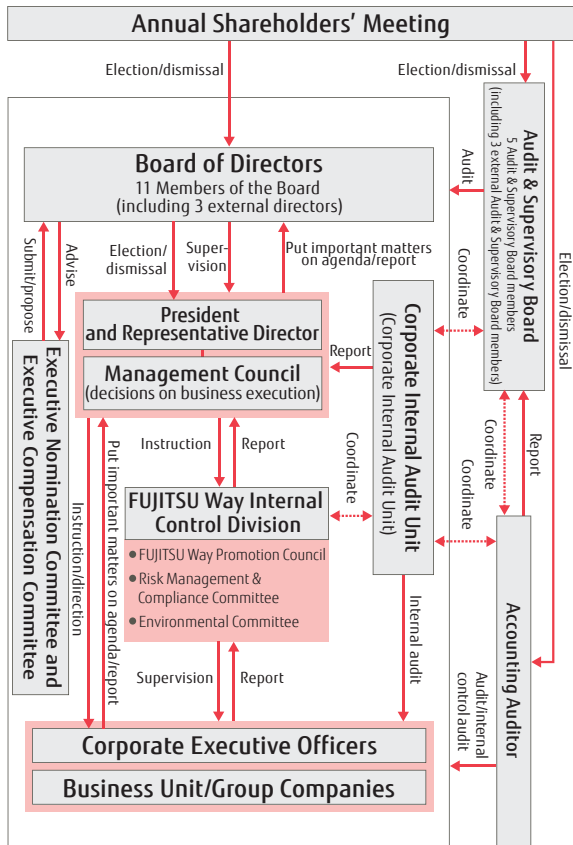 Annual Shareholders' Meeting
Election/dismissal
Election/dismissal
Board of Directors
11 Members of the Board
(including 3 external directors)
Audit
Audit & Supervisory Board
5 Audit & Supervisory Board members
(including 3 external Audit & Supervisory Board members)
Submit/propose
Advise
Election/
dismissal
Super-
vision
Put important matters
on agenda/report
Election/dismissal
Coordinate
President
and Representative Director
Management Council
(decisions on business execution)
Report
Corporate Internal Audit Unit
(Corporate Internal Audit Unit)
Executive Nomination Committee and
Executive Compensation Committee
Instruction
Report
Coordinate
Report
Instruction/direction
Put important matters
on agenda/report
FUJITSU Way Internal
Control Division
Coordinate
Coordinate
• FUJITSU Way Promotion Council
• Risk Management &
Compliance Committee
• Environmental Committee
Internal audit
Accounting Auditor
Supervision
Report
Audit/internal
control audit
Corporate Executive Officers
Business Unit/Group Companies